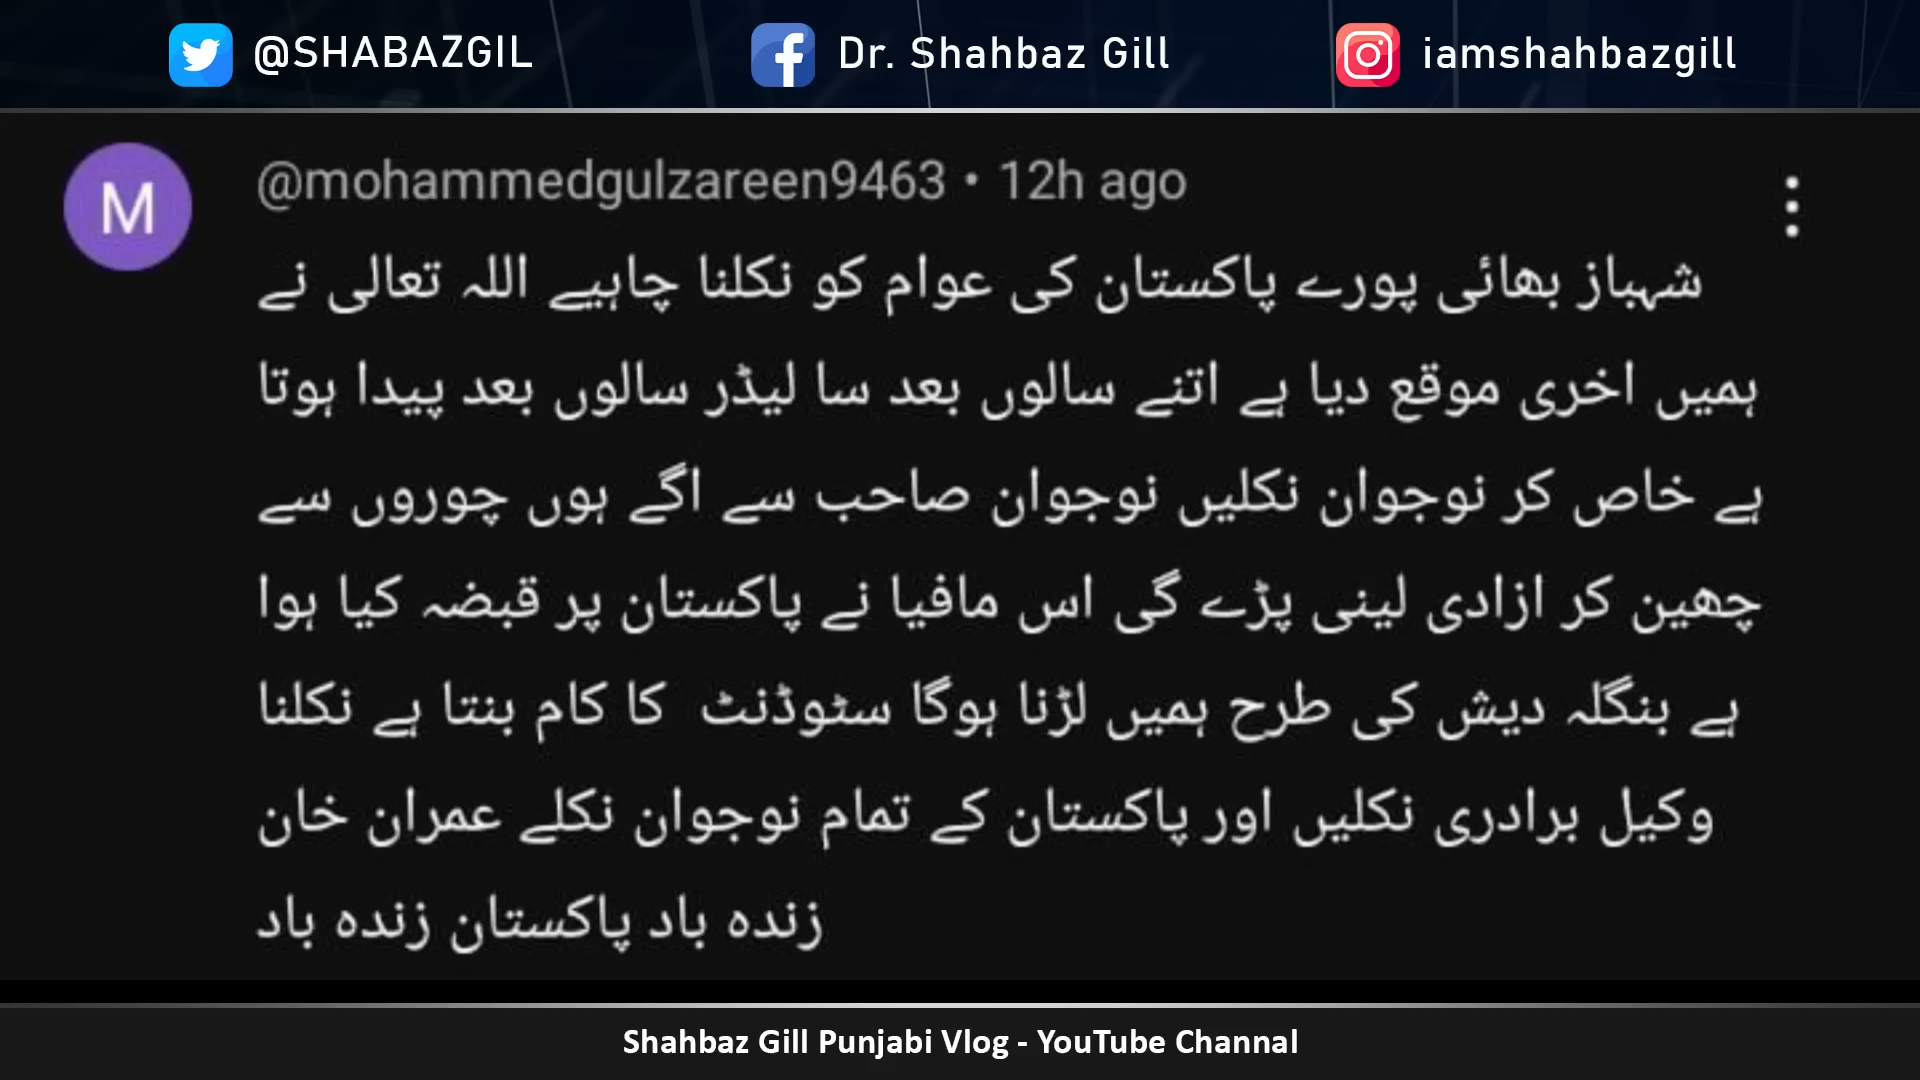 @SHABAZGIL
Dr. Shahbaz Gill
iamshahbazgill
M
@mohammedgulzareen9463 • 12h ago
شہباز بھائی پورے پاکستان کی عوام کو نکلنا چاہیے اللہ تعالی نے
ہمیں اخری موقع دیا ہے اتنے سالوں بعد سا لیڈر سالوں بعد پیدا ہوتا
ہے خاص کر نوجوان نکلیں نوجوان صاحب سے اگے ہوں چوروں سے
چھین کر ازادی لینی پڑے گی اس مافیا نے پاکستان پر قبضہ کیا ہوا
ہے بنگلہ دیش کی طرح ہمیں لڑنا ہوگا سٹوڈنٹ کا کام بنتا ہے نکلنا
وکیل برادری نکلیں اور پاکستان کے تمام نوجوان نکلے عمران خان
زندہ باد پاکستان زندہ باد
Shahbaz Gill Punjabi Vlog - YouTube Channal